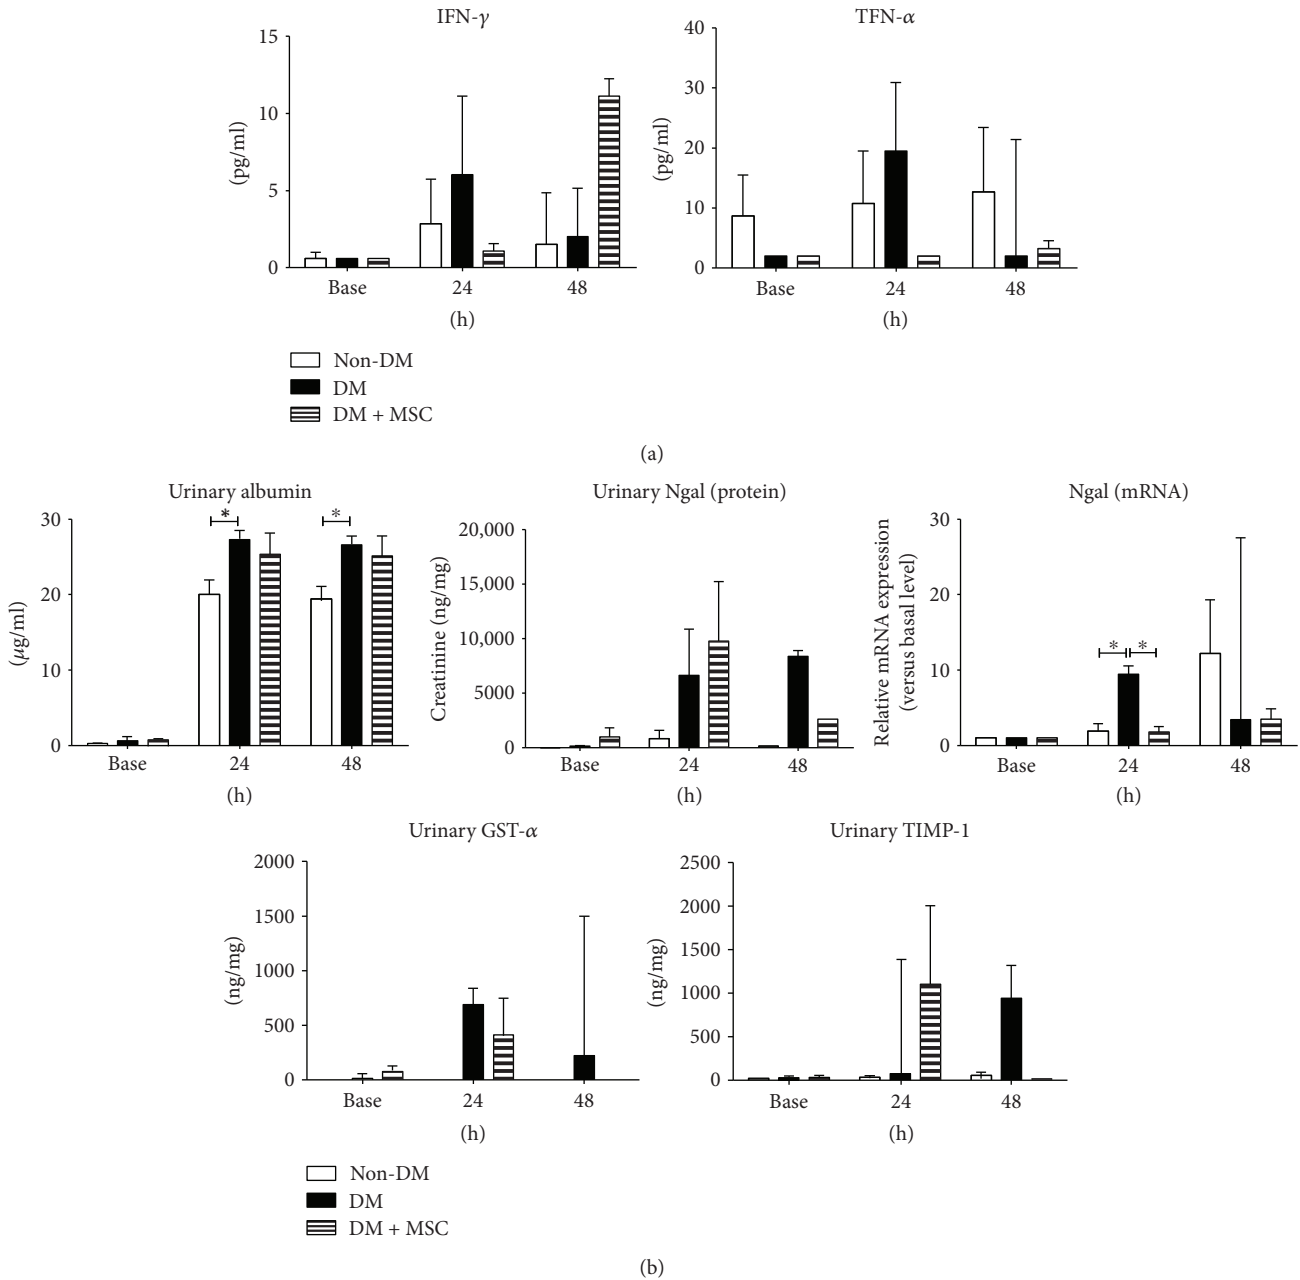 IFN-γ
15
10
5
0
(pg/ml)
Base 24 48
(h)
TFN-α
40
30
20
10
0
(pg/ml)
Base 24 48
(h)
Non-DM
DM
DM + MSC
(a)
Urinary albumin
30
20
10
0
(µg/ml)
* *
Base 24 48
(h)
Urinary Ngal (protein)
20,000
15,000
10,000
5000
0
Creatinine (ng/mg)
Base 24 48
(h)
Ngal (mRNA)
30
20
10
0
Relative mRNA expression
(versus basal level)
* *
Base 24 48
(h)
Urinary GST-α
2000
1500
1000
500
0
(ng/mg)
Base 24 48
(h)
Urinary TIMP-1
2500
2000
1500
1000
500
0
(ng/mg)
Base 24 48
(h)
Non-DM
DM
DM + MSC
(b)